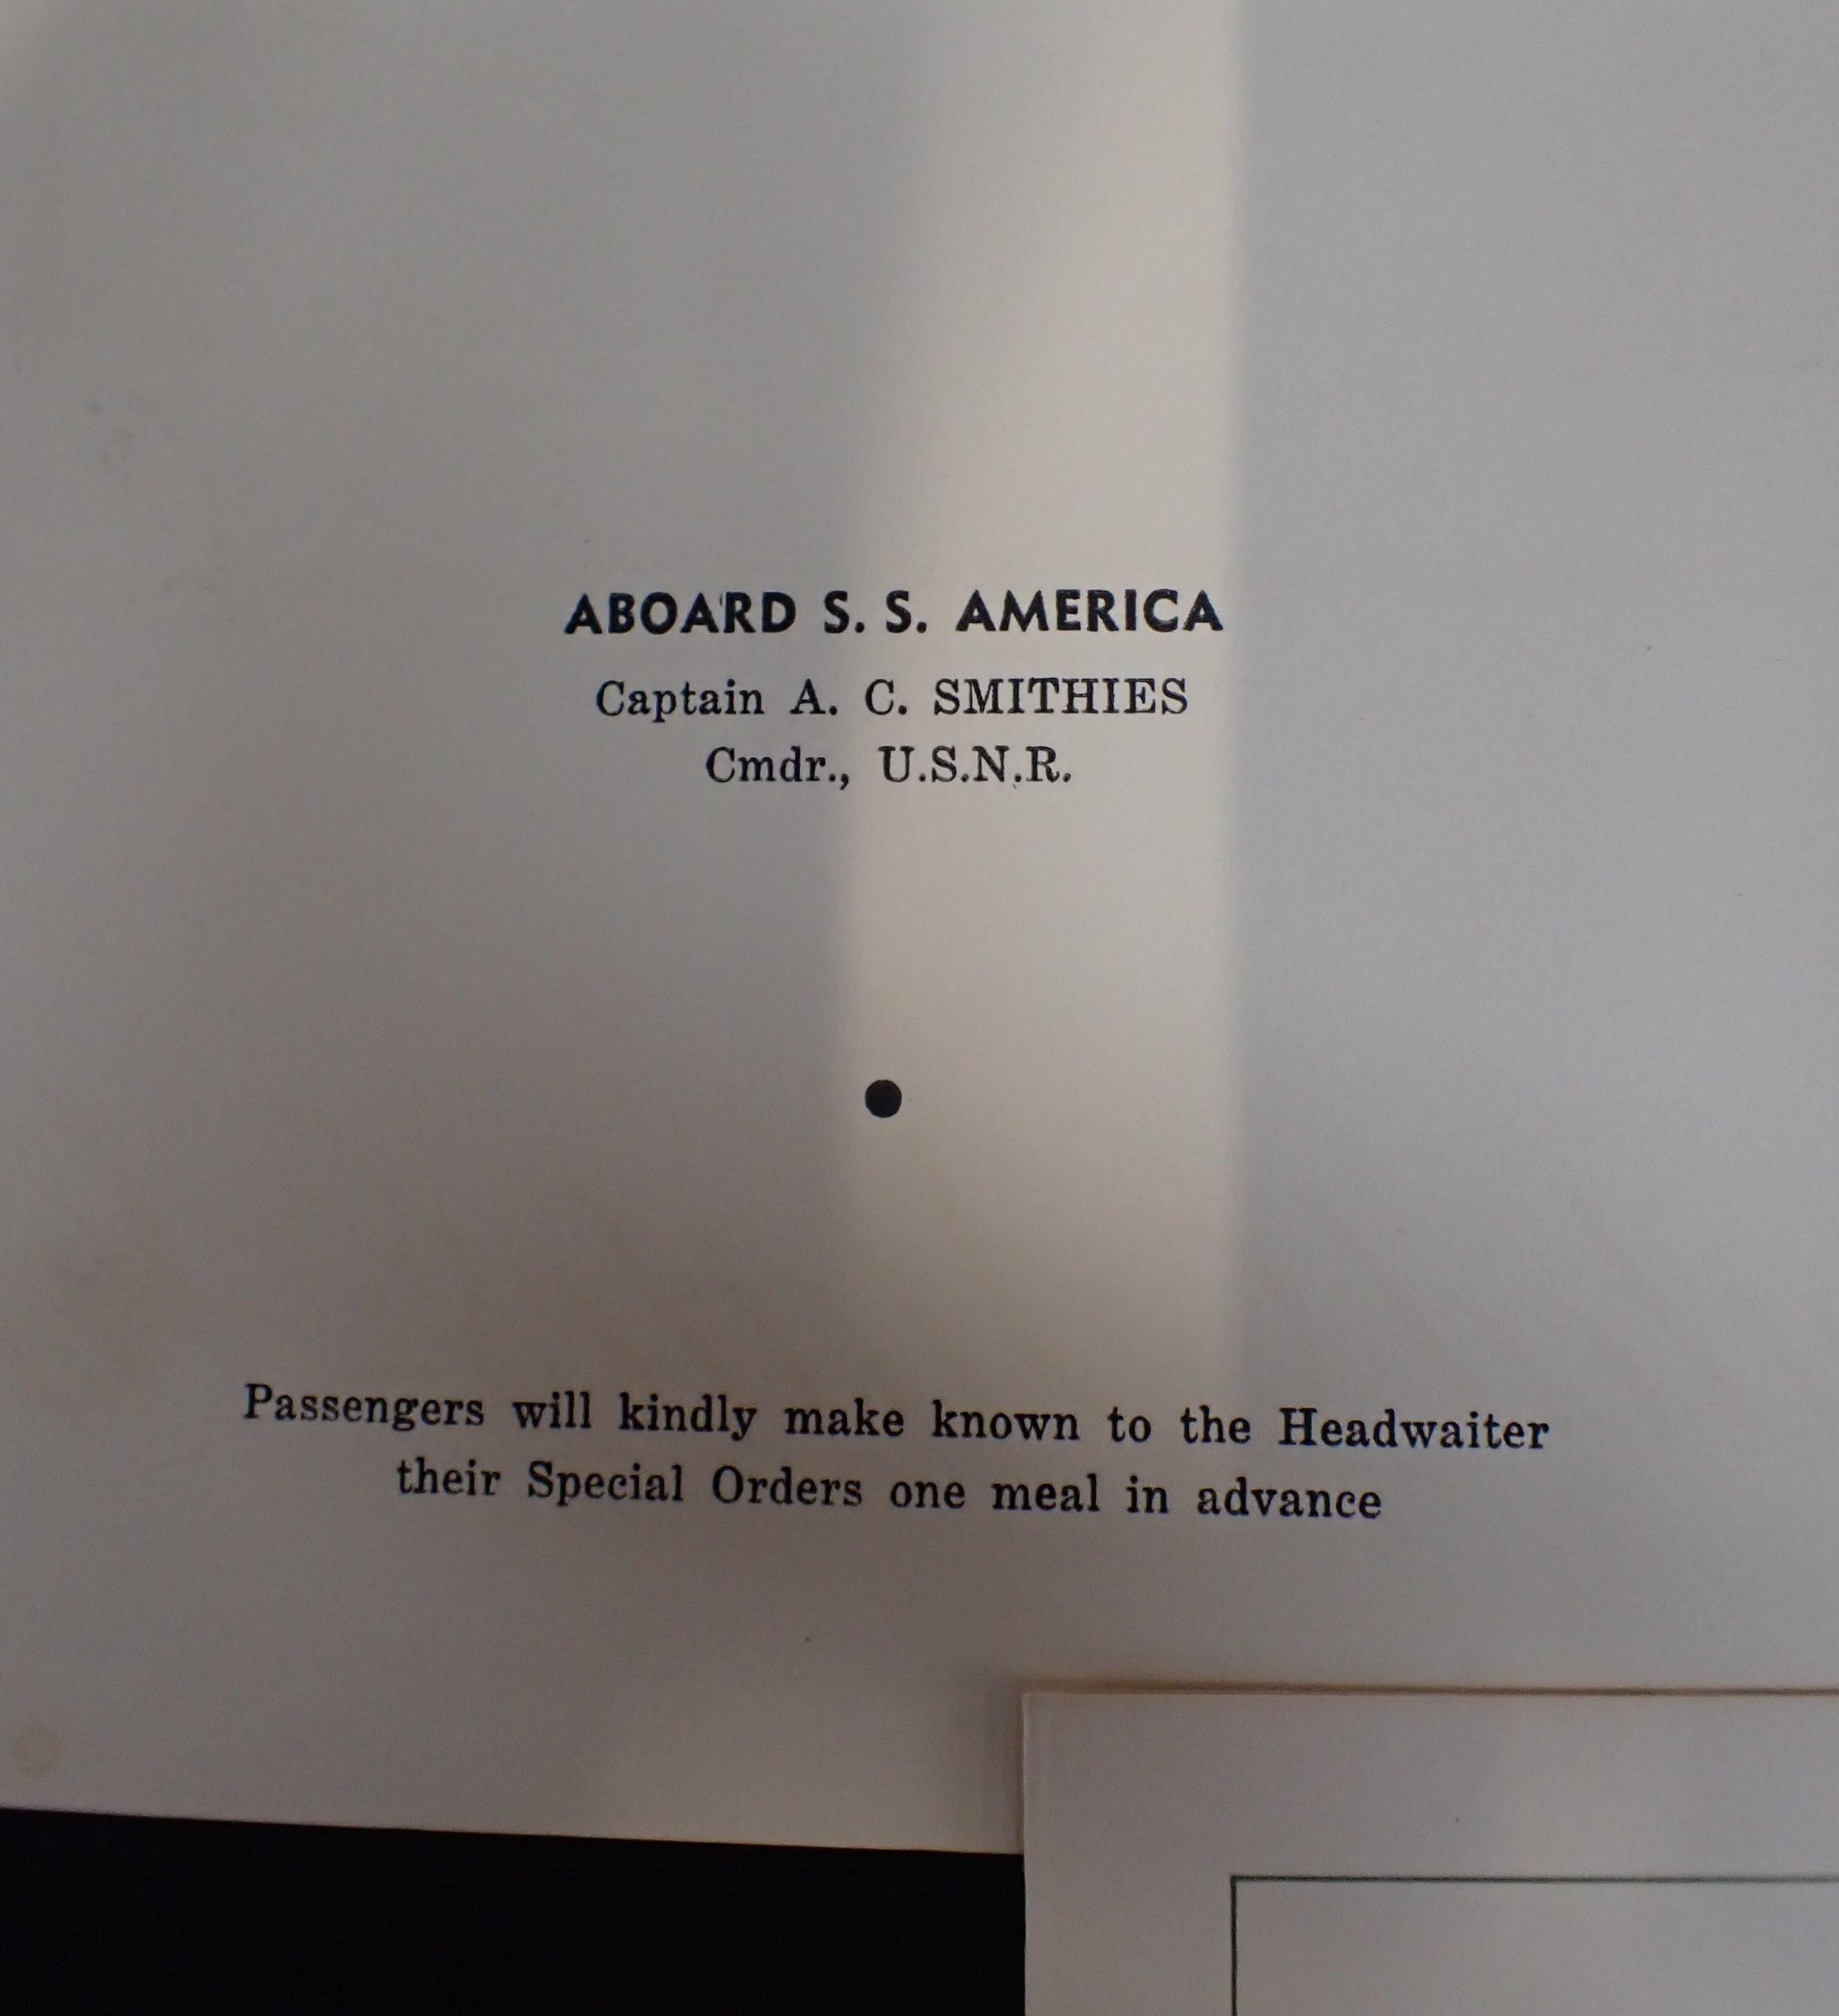 ABOARD S. S. AMERICA
Captain A. C. SMITHIES
Cmdr., U.S.N.R.
Passengers will kindly make known to the Headwaiter
their Special Orders one meal in advance